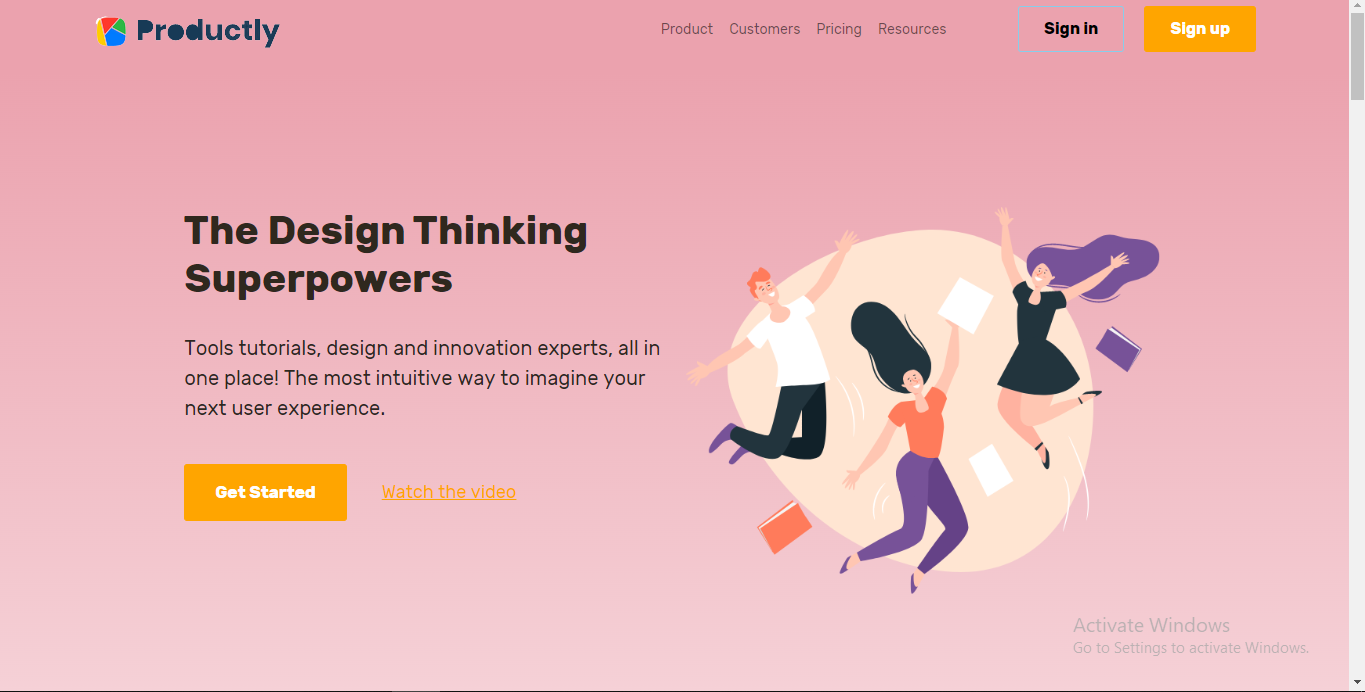 Productly
Product Customers Pricing Resources Sign in Sign up
The Design Thinking
Superpowers
Tools tutorials, design and innovation experts, all in
one place! The most intuitive way to imagine your
next user experience.
Get Started Watch the video
Activate Windows
Go to Settings to activate Windows.